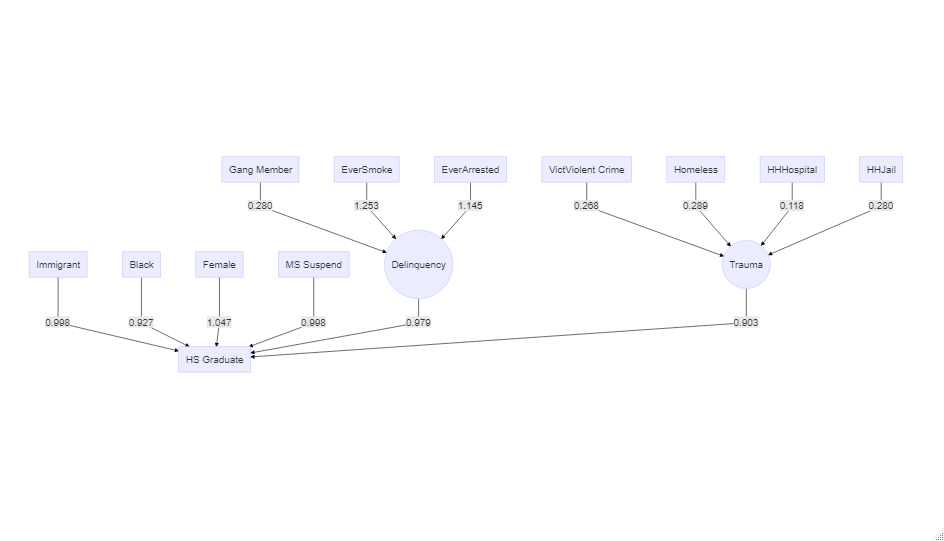 Gang Member
EverSmoke
EverArrested
VictViolent Crime
Homeless
HHHospital
HHJail
0.280
1.253
1.145
0.268
0.289
0.118
0.280
Immigrant
Black
Female
MS Suspend
Delinquency
Trauma
0.998
0.927
1.047
0.998
0.979
0.903
HS Graduate